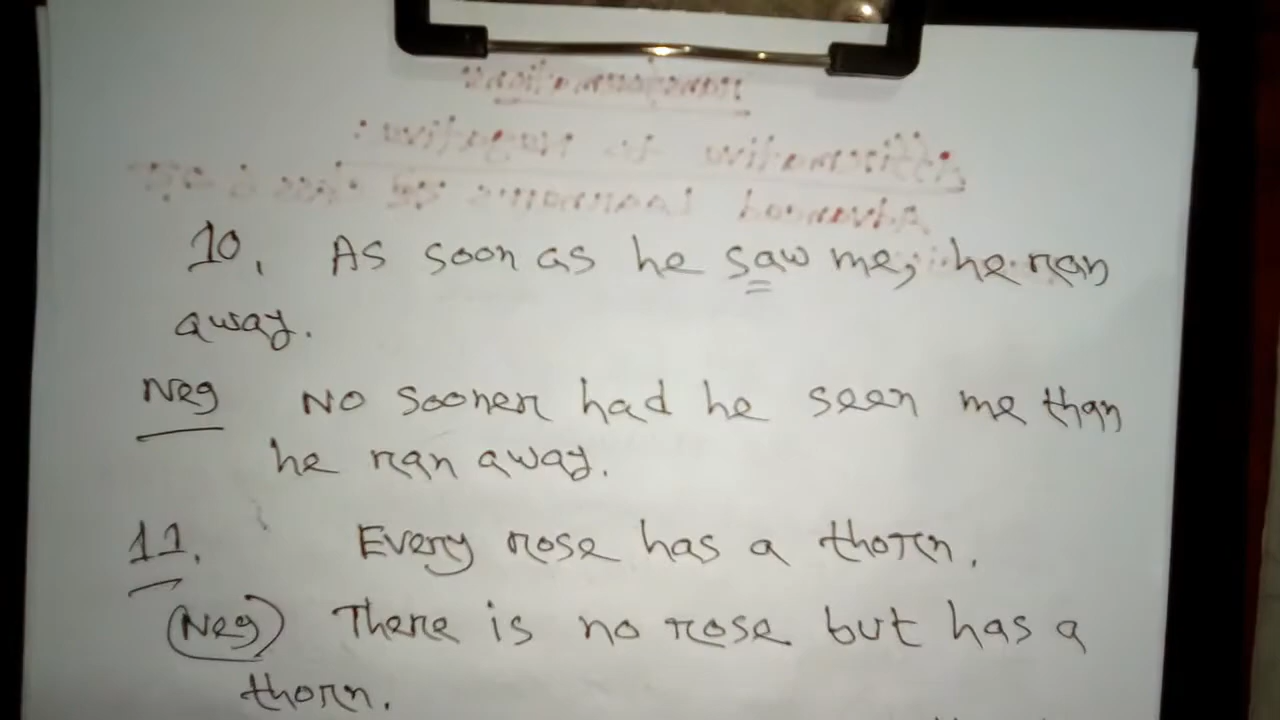 10. As soon as he saw me, he ran
away.
Neg No sooner had he seen me than
he ran away.
11. Every rose has a thorn.
(Neg) There is no rose but has a
thorn.